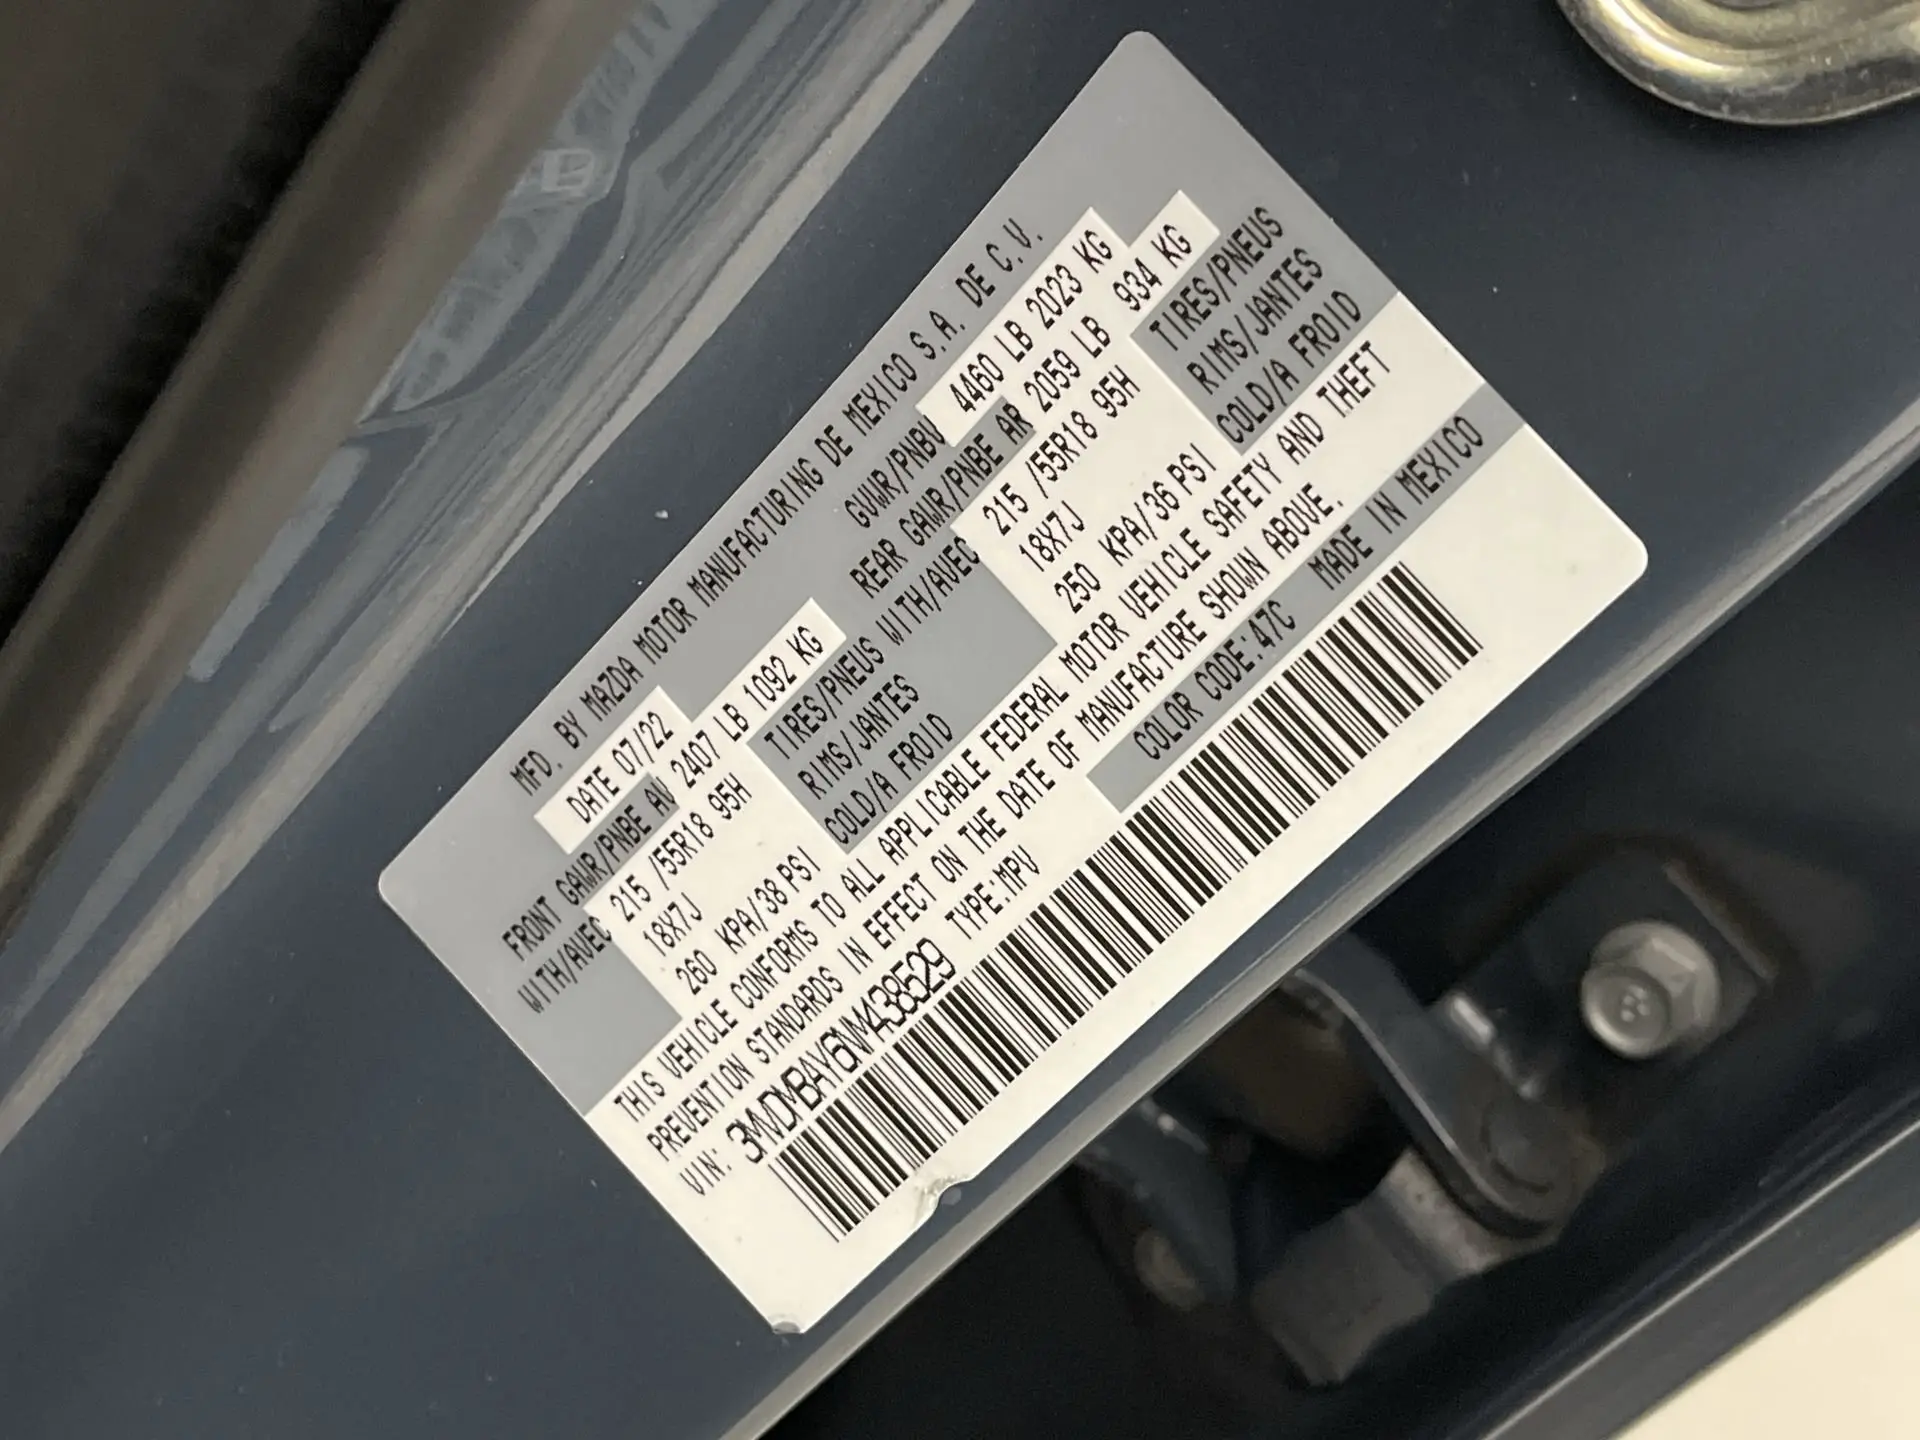 MFD. BY MAZDA MOTOR MANUFACTURING DE MEXICO S.A. DE C.V.
DATE 07/22 GVWR/PNBV 4460 LB 2023 KG
FRONT GAWR/PNBE AV 2407 LB 1092 KG REAR GAWR/PNBE AR 2059 LB 934 KG
WITH/AVEC 215 /55R18 95H TIRES/PNEUS WITH/AVEC 215 /55R18 95H TIRES/PNEUS
18X7J RIMS/JANTES 18X7J RIMS/JANTES
260 KPA/38 PSI COLD/A FROID 250 KPA/36 PSI COLD/A FROID
THIS VEHICLE CONFORMS TO ALL APPLICABLE FEDERAL MOTOR VEHICLE SAFETY AND THEFT
PREVENTION STANDARDS IN EFFECT ON THE DATE OF MANUFACTURE SHOWN ABOVE.
VIN: 3MVDMBAY6NM438529 TYPE:MPV COLOR CODE:47C MADE IN MEXICO